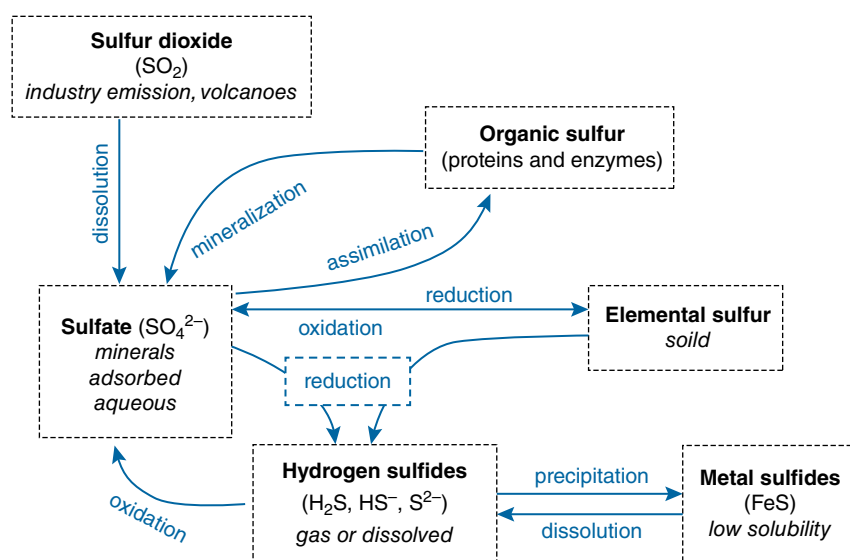 Sulfur dioxide
(SO₂)
industry emission, volcanoes
Organic sulfur
(proteins and enzymes)
dissolution
mineralization
assimilation
reduction
oxidation
Sulfate (SO₄²⁻)
minerals
adsorbed
aqueous
Elemental sulfur
soild
reduction
Hydrogen sulfides
(H₂S, HS⁻, S²⁻)
gas or dissolved
oxidation
precipitation
dissolution
Metal sulfides
(FeS)
low solubility